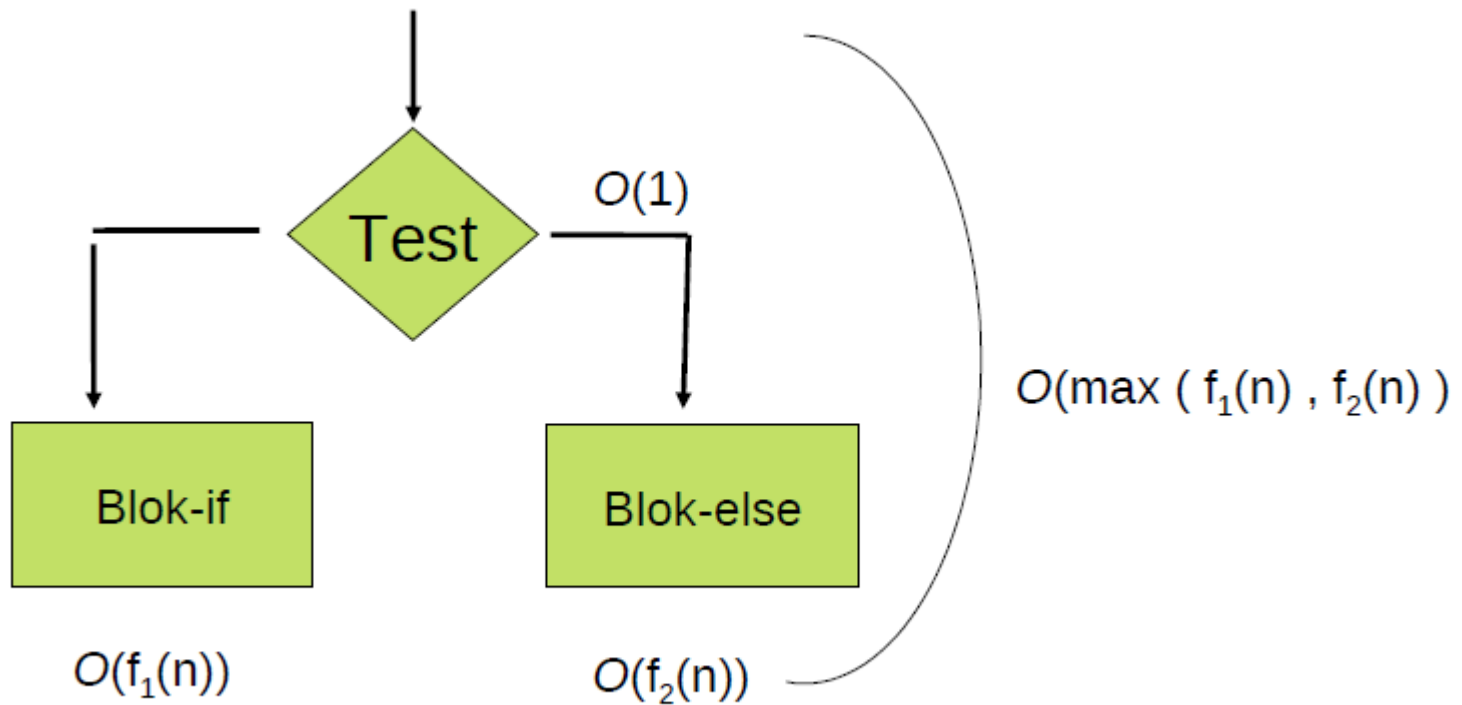 O(1)
Test
O(max ( f₁(n) , f₂(n) )
Blok-if
Blok-else
O(f₁(n))
O(f₂(n))